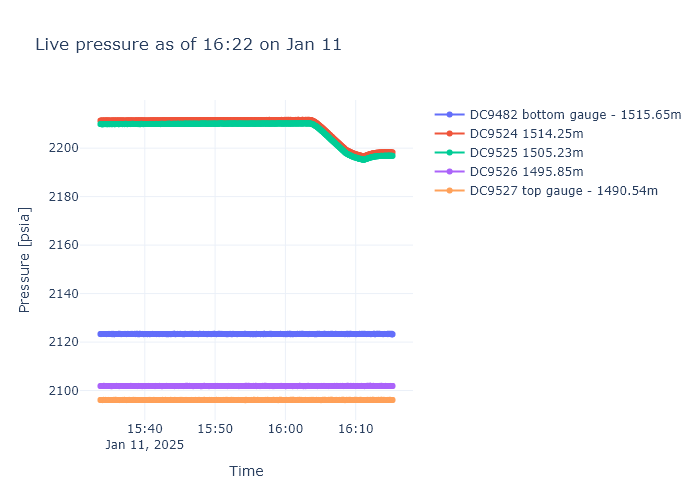 Live pressure as of 16:22 on Jan 11
DC9482 bottom gauge - 1515.65m
DC9524 1514.25m
DC9525 1505.23m
DC9526 1495.85m
DC9527 top gauge - 1490.54m
Pressure [psia]
2200
2180
2160
2140
2120
2100
15:40 15:50 16:00 16:10
Jan 11, 2025
Time